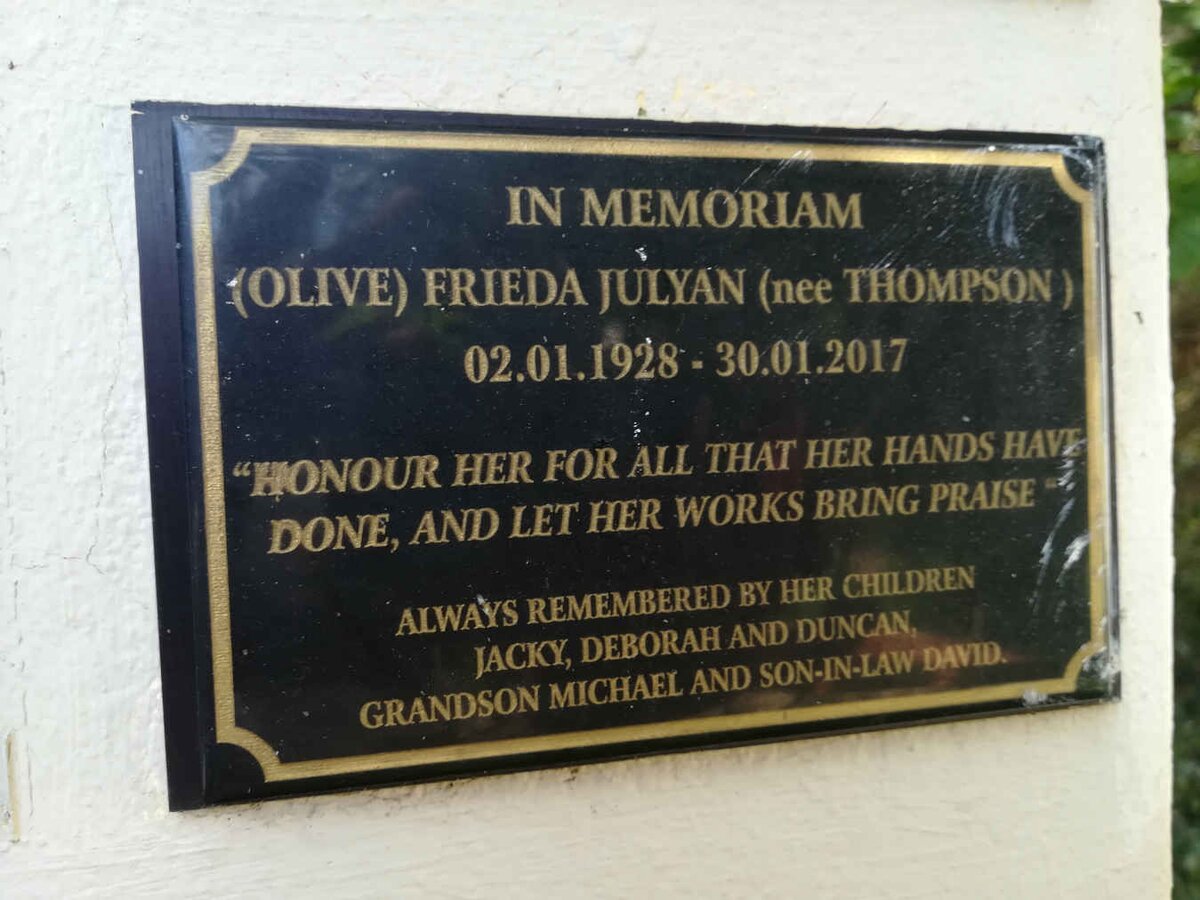 IN MEMORIAM
(OLIVE) FRIEDA JULYAN (nee THOMPSON )
02.01.1928 - 30.01.2017
“HONOUR HER FOR ALL THAT HER HANDS HAVE
DONE, AND LET HER WORKS BRING PRAISE “
ALWAYS REMEMBERED BY HER CHILDREN
JACKY, DEBORAH AND DUNCAN,
GRANDSON MICHAEL AND SON-IN-LAW DAVID.